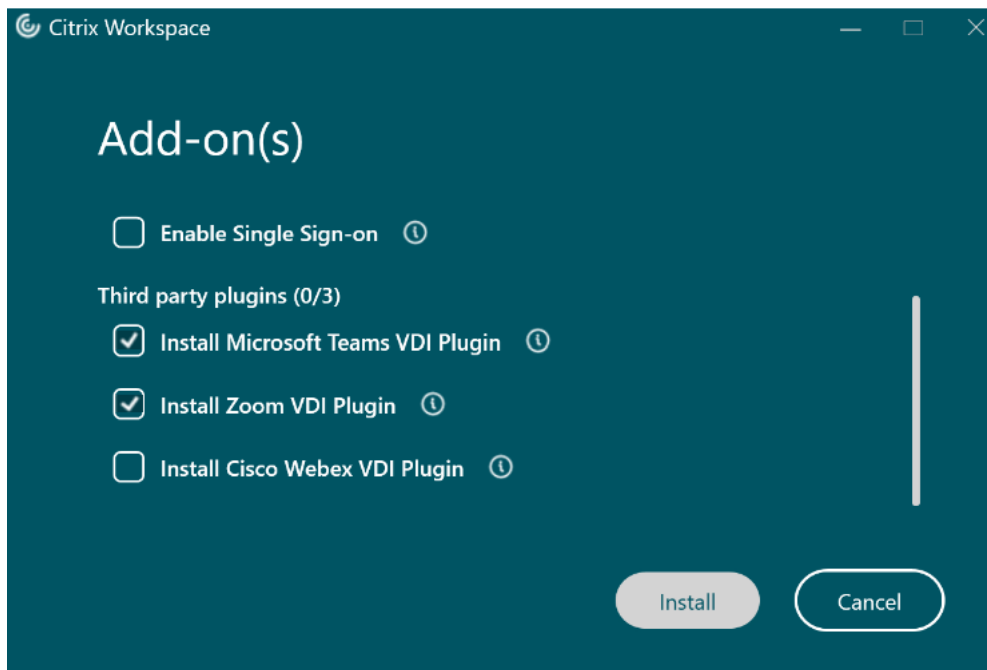 Citrix Workspace
Add-on(s)
Enable Single Sign-on
Third party plugins (0/3)
Install Microsoft Teams VDI Plugin
Install Zoom VDI Plugin
Install Cisco Webex VDI Plugin
Install Cancel